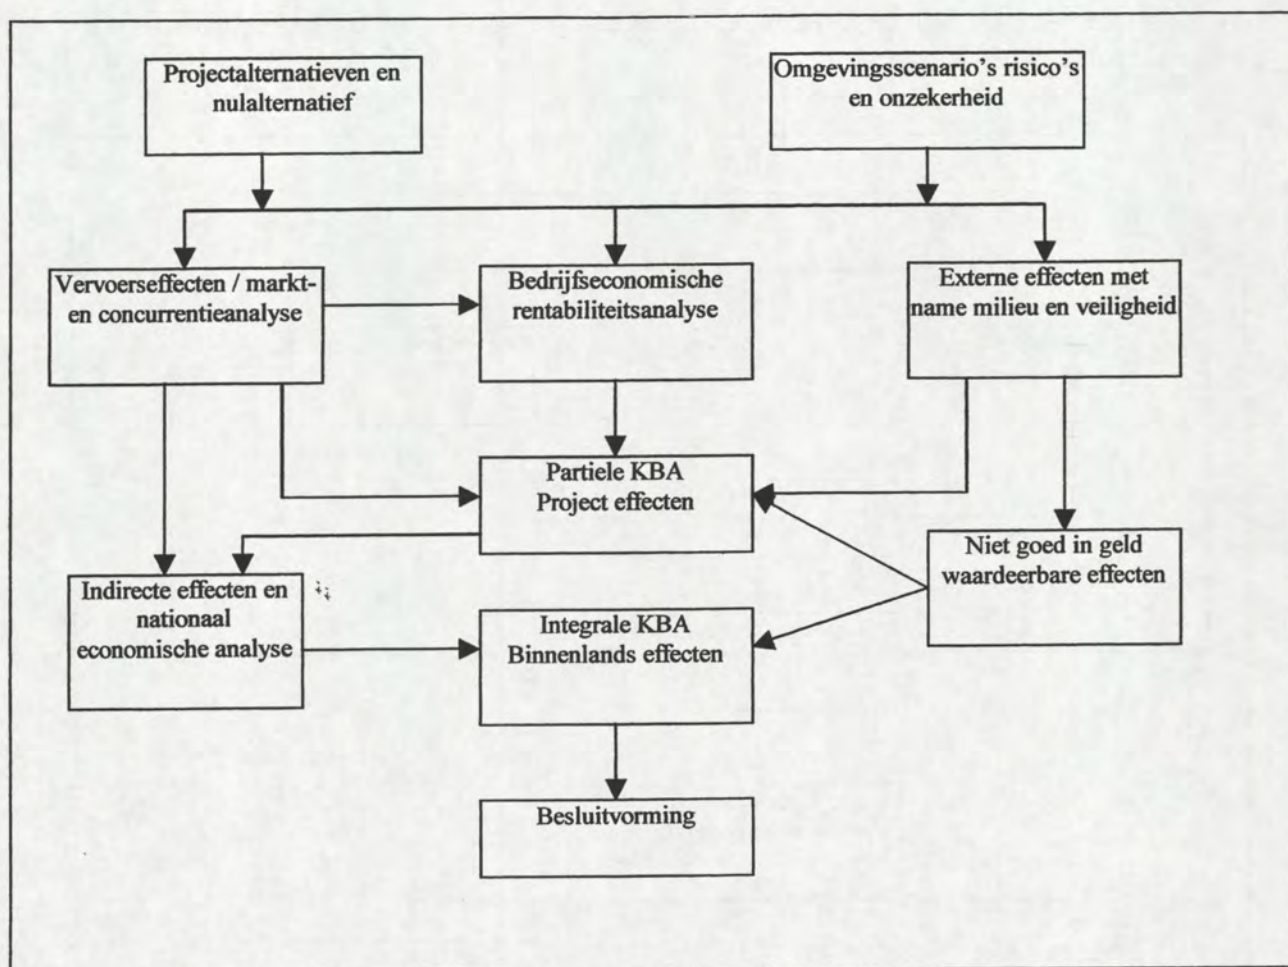 Projectalternatieven en
nulalternatief
Omgevingsscenario's risico's
en onzekerheid
Vervoerseffecten / markt-
en concurrentieanalyse
Bedrijfseconomische
rentabiliteitsanalyse
Externe effecten met
name milieu en veiligheid
Partiele KBA
Project effecten
Niet goed in geld
waardeerbare effecten
Indirecte effecten en
nationaal
economische analyse
Integrale KBA
Binnenlands effecten
Besluitvorming